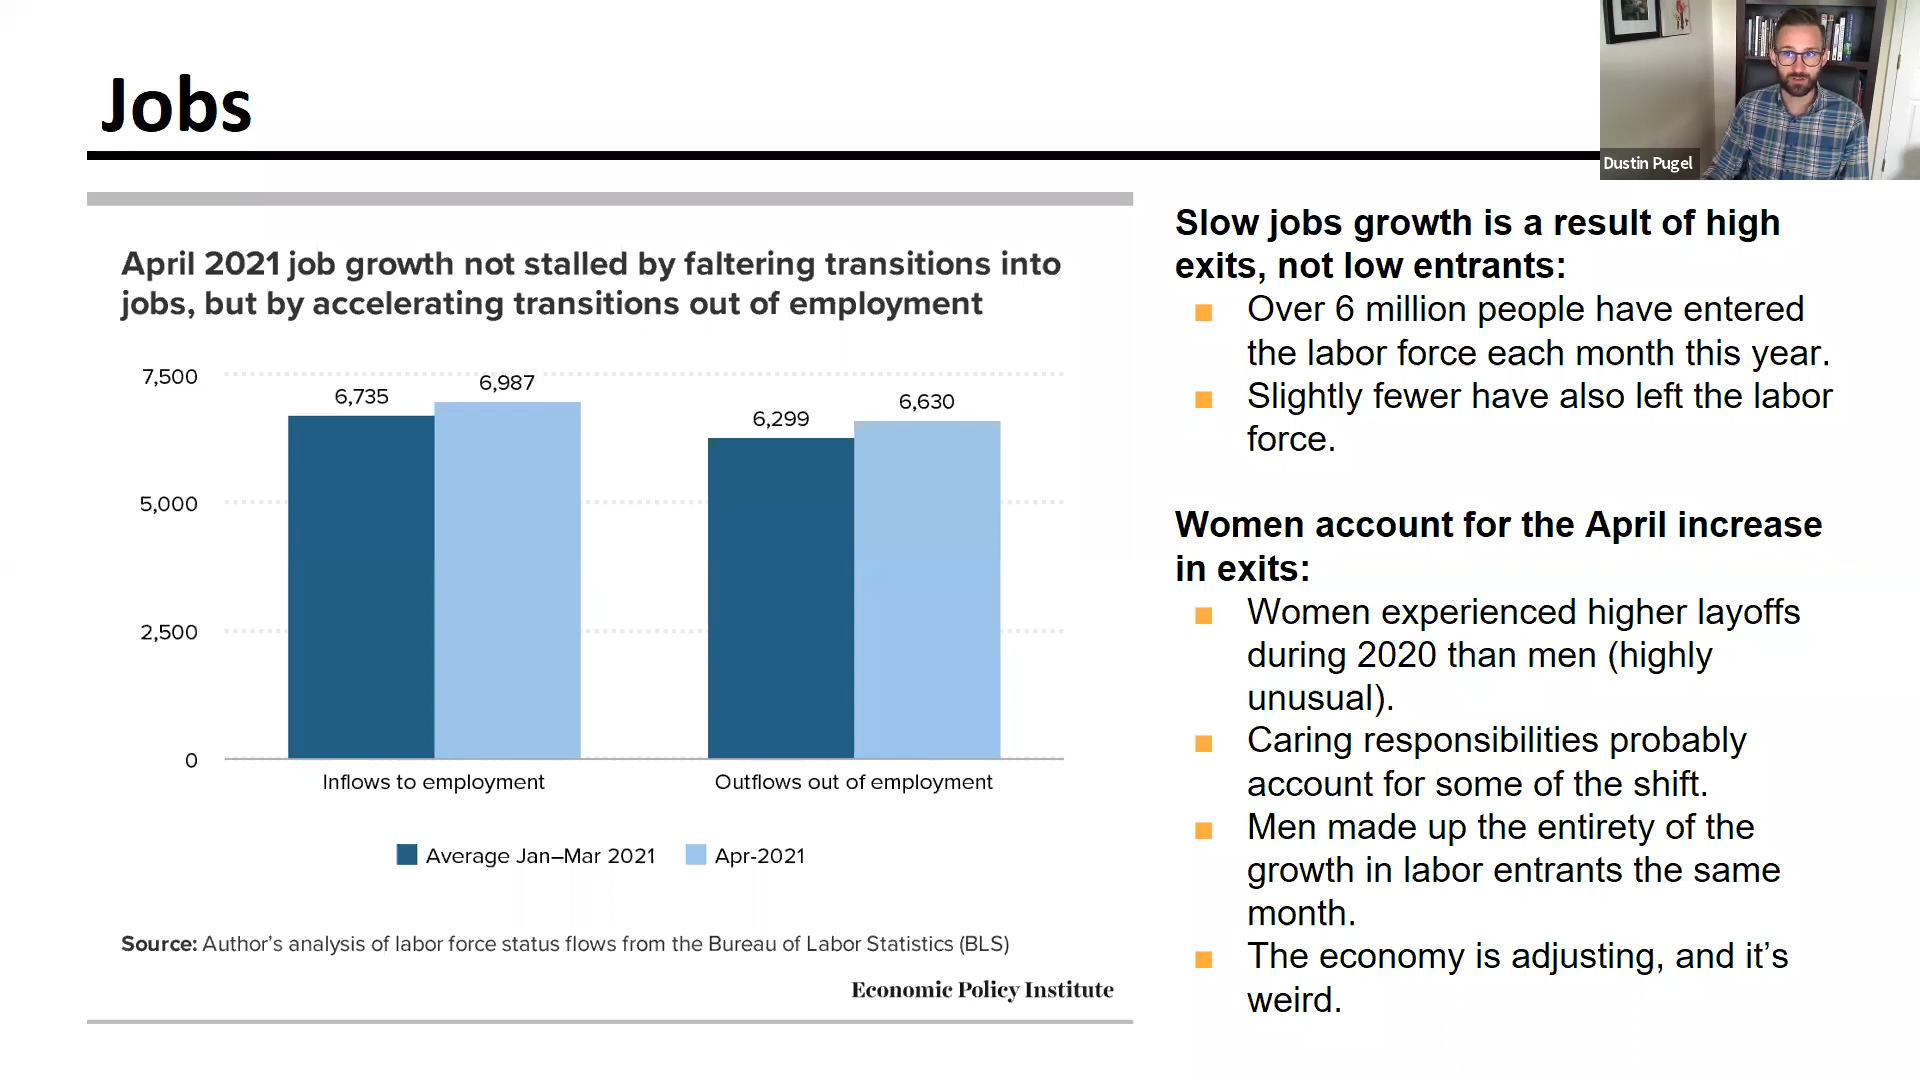 Jobs
Dustin Pugel
April 2021 job growth not stalled by faltering transitions into
jobs, but by accelerating transitions out of employment
7,500
5,000
2,500
0
6,735
6,987
6,299
6,630
Inflows to employment
Outflows out of employment
Average Jan–Mar 2021
Apr-2021
Source: Author’s analysis of labor force status flows from the Bureau of Labor Statistics (BLS)
Economic Policy Institute
Slow jobs growth is a result of high
exits, not low entrants:
Over 6 million people have entered
the labor force each month this year.
Slightly fewer have also left the labor
force.
Women account for the April increase
in exits:
Women experienced higher layoffs
during 2020 than men (highly
unusual).
Caring responsibilities probably
account for some of the shift.
Men made up the entirety of the
growth in labor entrants the same
month.
The economy is adjusting, and it’s
weird.